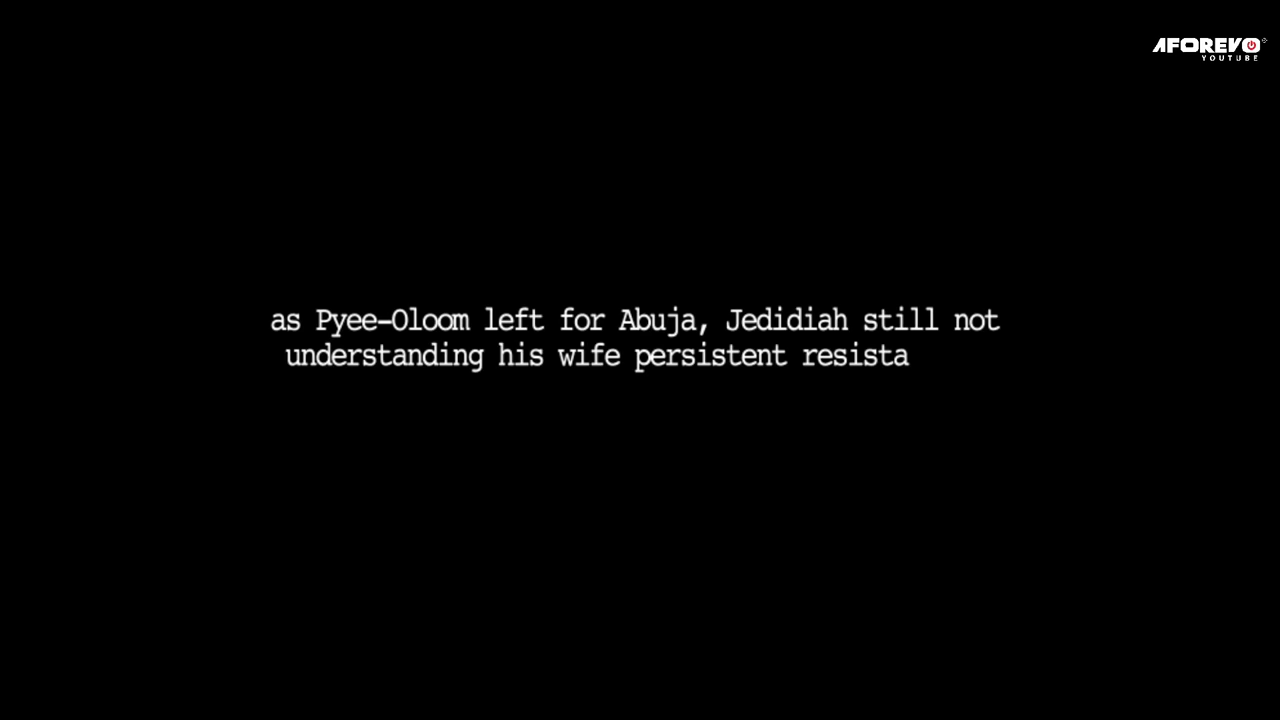 AFOREVO
YOUTUBE
as Pyee-Oloom left for Abuja, Jedidiah still not
understanding his wife persistent resista